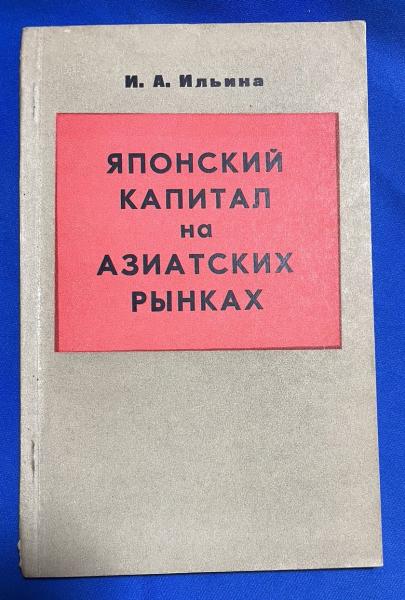 И. А. Ильина
ЯПОНСКИЙ
КАПИТАЛ
на
АЗИАТСКИХ
РЫНКАХ